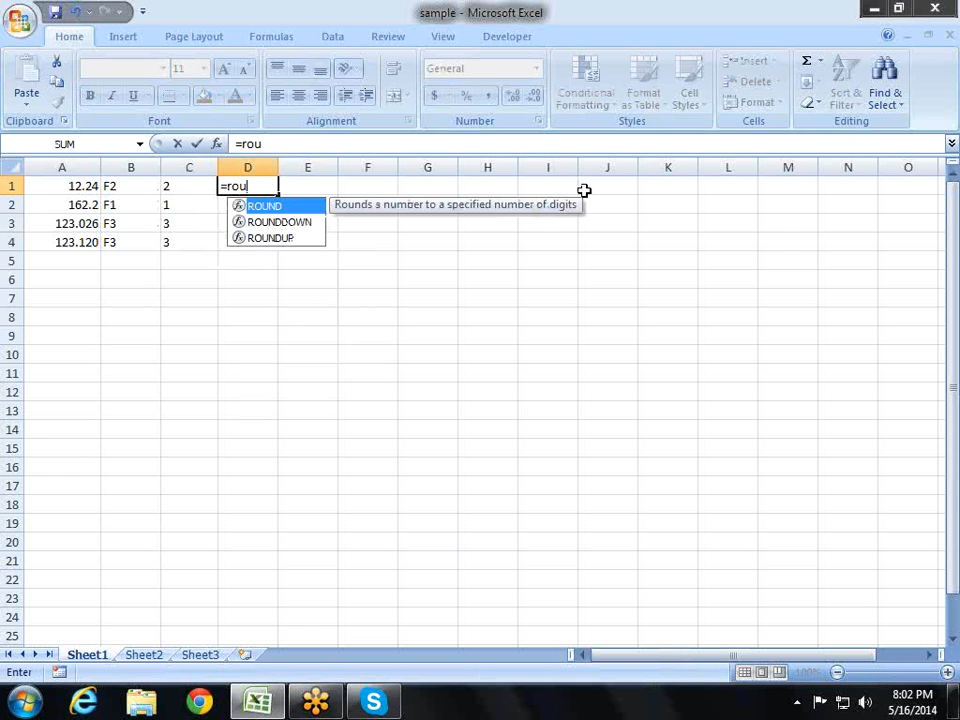 sample - Microsoft Excel
Home Insert Page Layout Formulas Data Review View Developer
Paste 11 General Conditional Formatting Format as Table Cell Styles Insert Delete Format Sort & Filter Find & Select
Clipboard Font Alignment Number Styles Cells Editing
SUM =rou
A B C D E F G H I J K L M N O
1 12.24 F2 2 =rou
2 162.2 F1 1 ROUND Rounds a number to a specified number of digits
3 123.026 F3 3 ROUNDDOWN
4 123.120 F3 3 ROUNDUP
5
6
7
8
9
10
11
12
13
14
15
16
17
18
19
20
21
22
23
24
25
Sheet1 Sheet2 Sheet3
Enter 100%
8:02 PM
5/16/2014